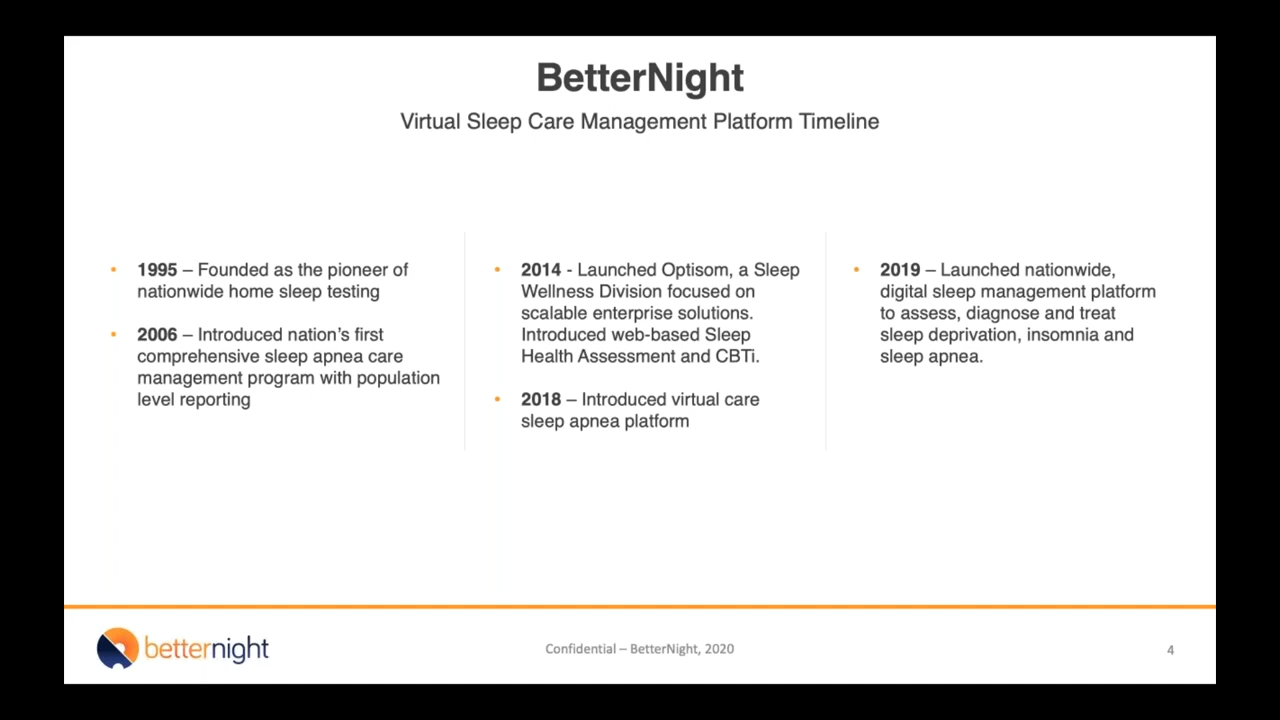 BetterNight
Virtual Sleep Care Management Platform Timeline
• 1995 – Founded as the pioneer of
nationwide home sleep testing
• 2006 – Introduced nation’s first
comprehensive sleep apnea care
management program with population
level reporting
• 2014 - Launched Optisom, a Sleep
Wellness Division focused on
scalable enterprise solutions.
Introduced web-based Sleep
Health Assessment and CBTi.
• 2018 – Introduced virtual care
sleep apnea platform
• 2019 – Launched nationwide,
digital sleep management platform
to assess, diagnose and treat
sleep deprivation, insomnia and
sleep apnea.
betternight
Confidential – BetterNight, 2020
4